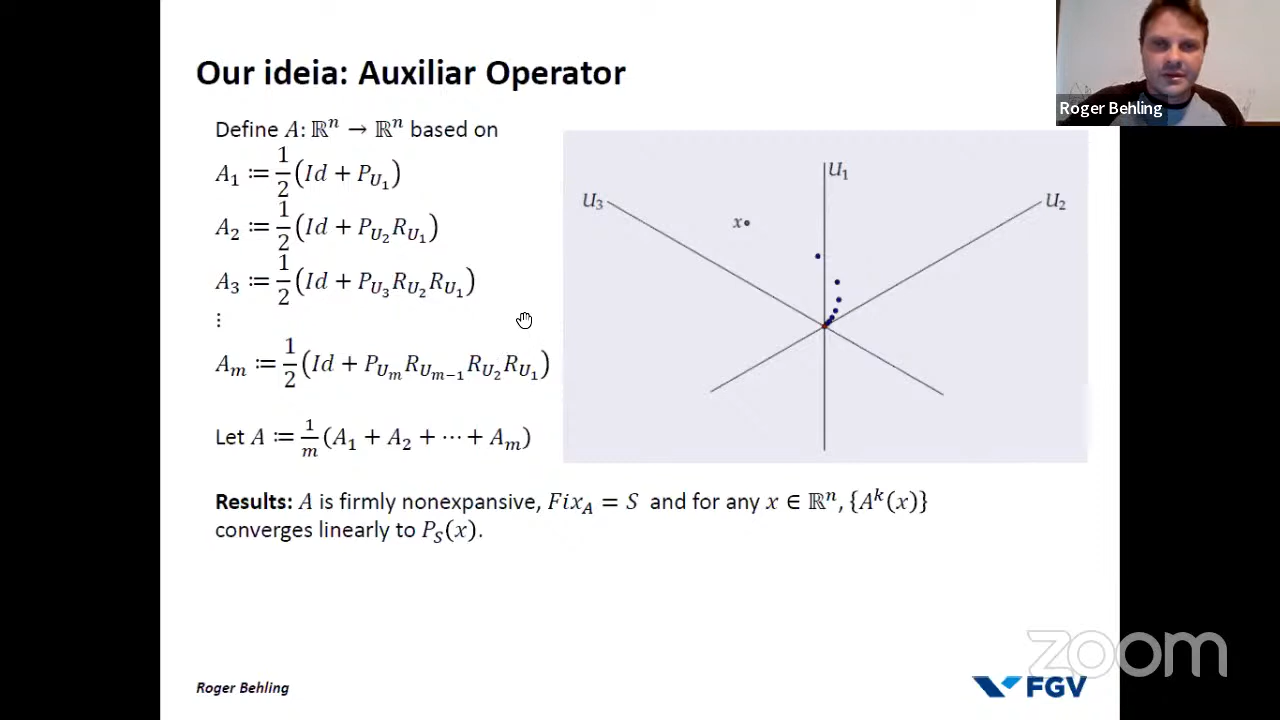 Our ideia: Auxiliar Operator
Roger Behling
Define A: ℝⁿ → ℝⁿ based on
A₁ ≔ 1/2 (Id + P_{U₁})
A₂ ≔ 1/2 (Id + P_{U₂} R_{U₁})
A₃ ≔ 1/2 (Id + P_{U₃} R_{U₂} R_{U₁})
⋮
A_m ≔ 1/2 (Id + P_{U_m} R_{U_{m−1}} R_{U₂} R_{U₁})
Let A ≔ 1/m (A₁ + A₂ + ⋯ + A_m)
U₁
U₃
U₂
x
Results: A is firmly nonexpansive, Fix_A = S and for any x ∈ ℝⁿ, {Aᵏ(x)}
converges linearly to P_S(x).
zoom
Roger Behling
FGV